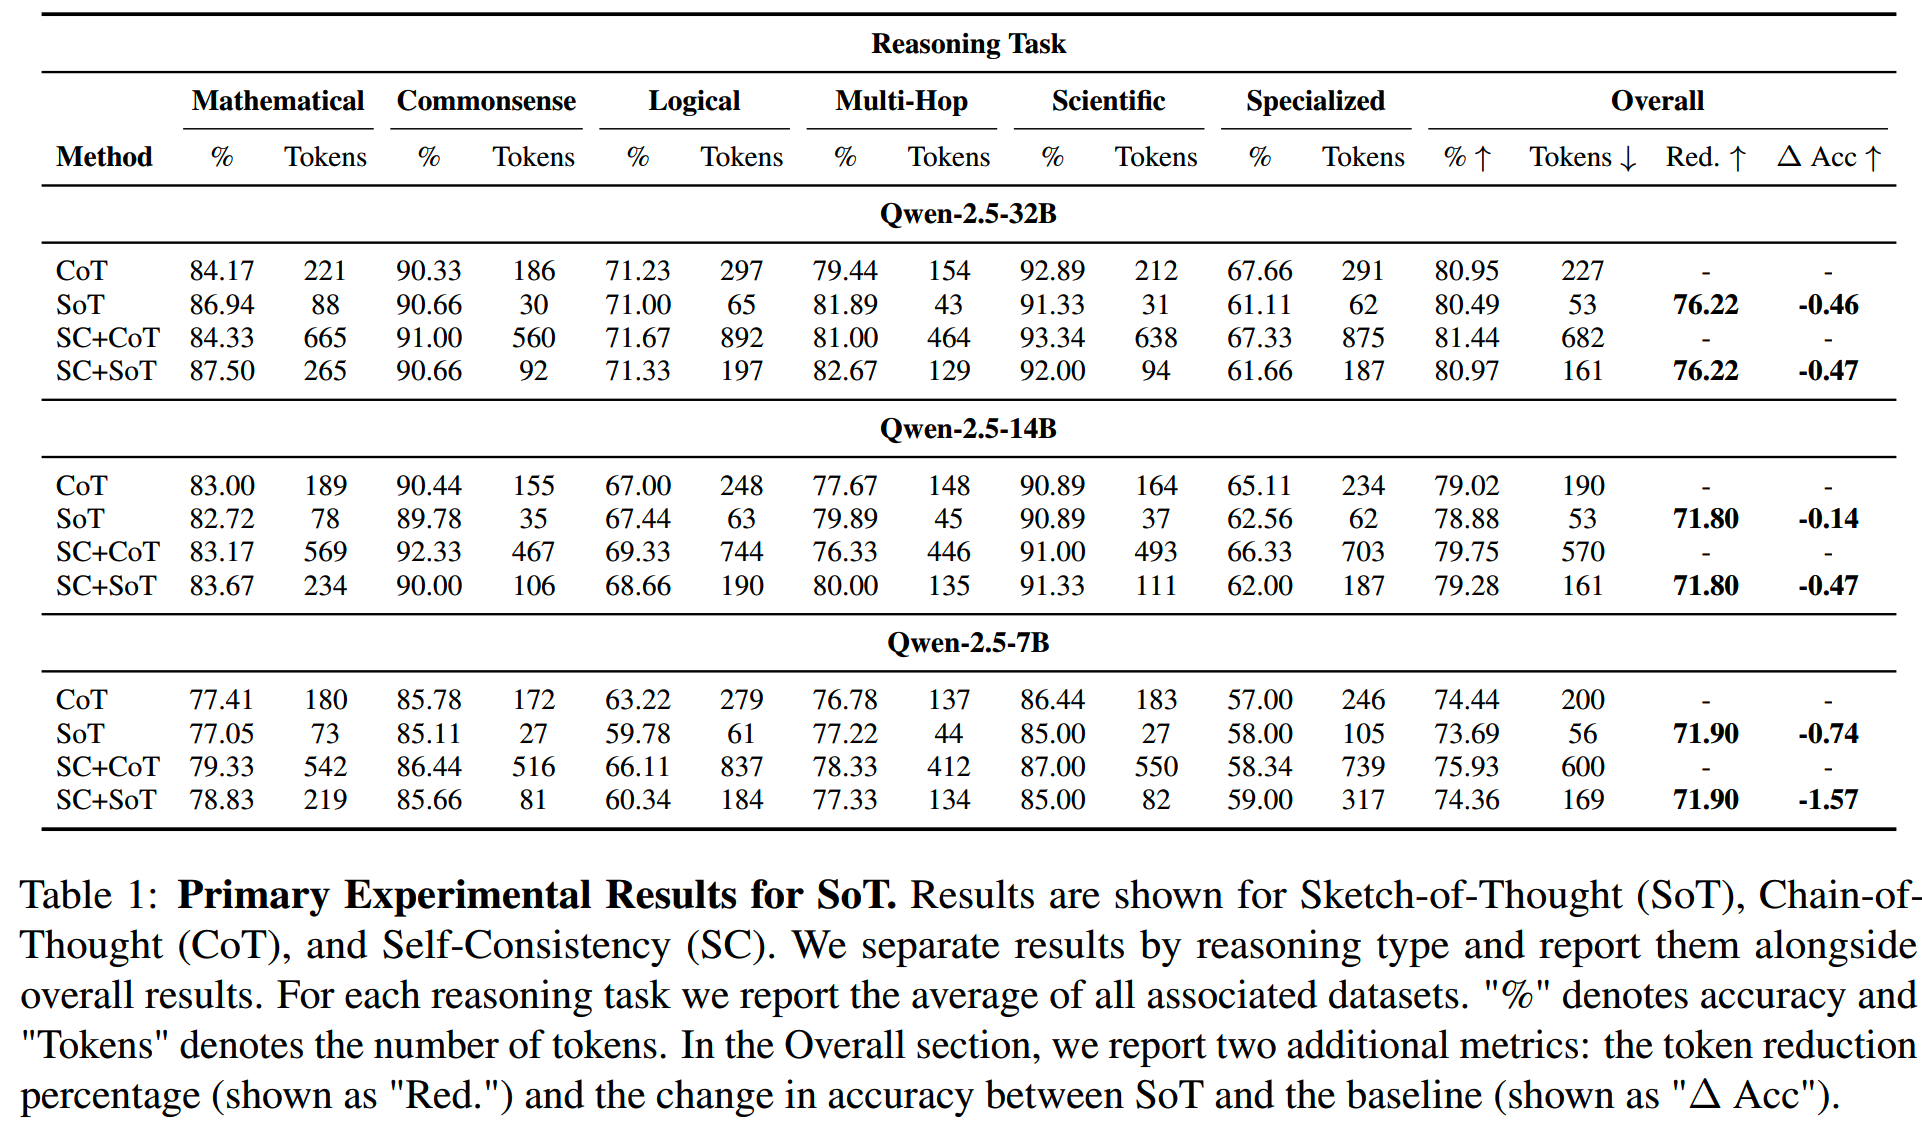 Reasoning Task
Mathematical Commonsense Logical Multi-Hop Scientific Specialized Overall
Method % Tokens % Tokens % Tokens % Tokens % Tokens % Tokens % ↑ Tokens ↓ Red. ↑ Δ Acc ↑
Qwen-2.5-32B
CoT 84.17 221 90.33 186 71.23 297 79.44 154 92.89 212 67.66 291 80.95 227 - -
SoT 86.94 88 90.66 30 71.00 65 81.89 43 91.33 31 61.11 62 80.49 53 76.22 -0.46
SC+CoT 84.33 665 91.00 560 71.67 892 81.00 464 93.34 638 67.33 875 81.44 682 - -
SC+SoT 87.50 265 90.66 92 71.33 197 82.67 129 92.00 94 61.66 187 80.97 161 76.22 -0.47
Qwen-2.5-14B
CoT 83.00 189 90.44 155 67.00 248 77.67 148 90.89 164 65.11 234 79.02 190 - -
SoT 82.72 78 89.78 35 67.44 63 79.89 45 90.89 37 62.56 62 78.88 53 71.80 -0.14
SC+CoT 83.17 569 92.33 467 69.33 744 76.33 446 91.00 493 66.33 703 79.75 570 - -
SC+SoT 83.67 234 90.00 106 68.66 190 80.00 135 91.33 111 62.00 187 79.28 161 71.80 -0.47
Qwen-2.5-7B
CoT 77.41 180 85.78 172 63.22 279 76.78 137 86.44 183 57.00 246 74.44 200 - -
SoT 77.05 73 85.11 27 59.78 61 77.22 44 85.00 27 58.00 105 73.69 56 71.90 -0.74
SC+CoT 79.33 542 86.44 516 66.11 837 78.33 412 87.00 550 58.34 739 75.93 600 - -
SC+SoT 78.83 219 85.66 81 60.34 184 77.33 134 85.00 82 59.00 317 74.36 169 71.90 -1.57
Table 1: Primary Experimental Results for SoT. Results are shown for Sketch-of-Thought (SoT), Chain-of-
Thought (CoT), and Self-Consistency (SC). We separate results by reasoning type and report them alongside
overall results. For each reasoning task we report the average of all associated datasets. "%" denotes accuracy and
"Tokens" denotes the number of tokens. In the Overall section, we report two additional metrics: the token reduction
percentage (shown as "Red.") and the change in accuracy between SoT and the baseline (shown as "Δ Acc").